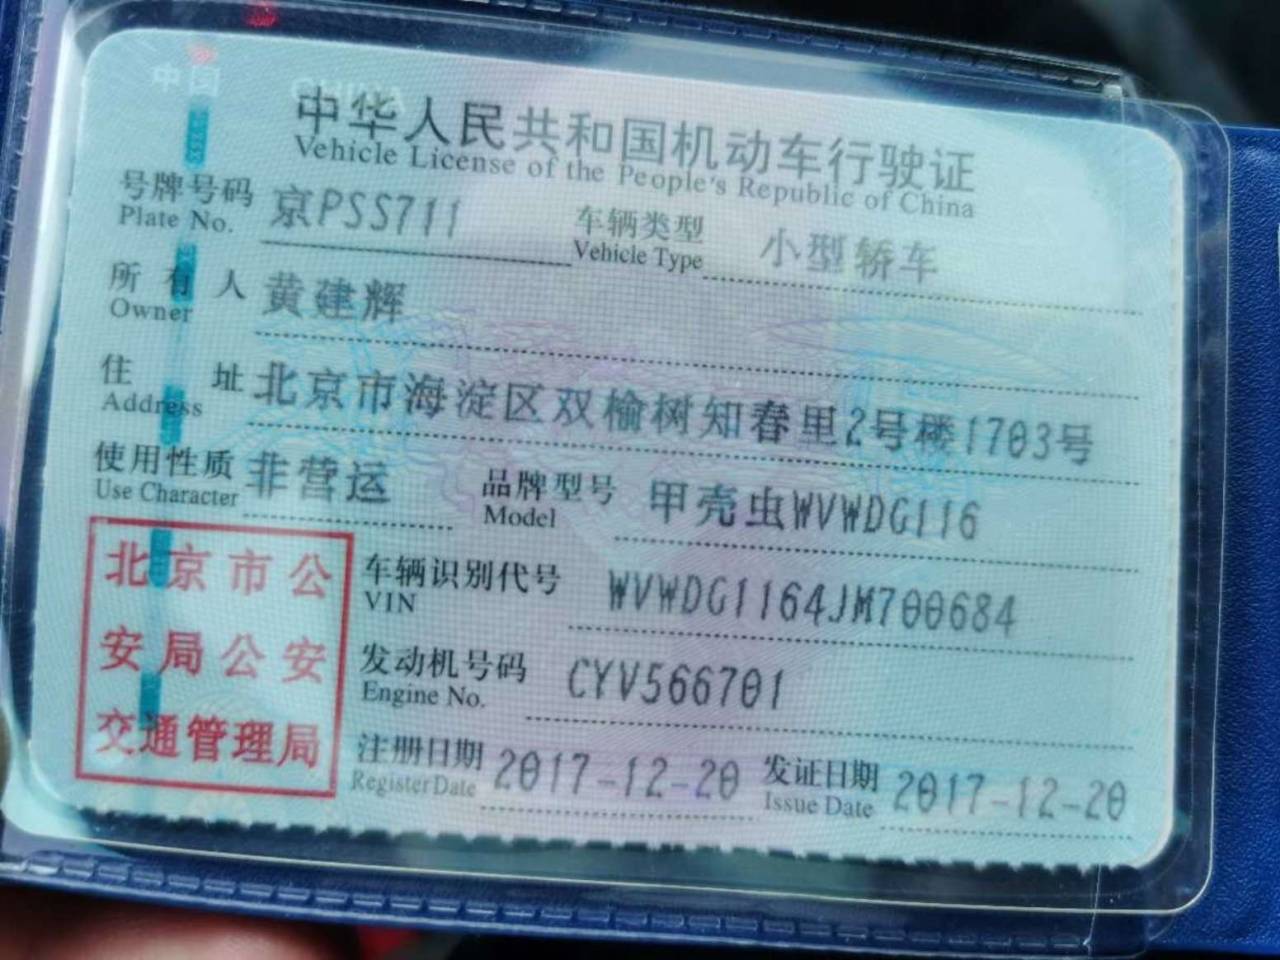 中国
中华人民共和国机动车行驶证
Vehicle License of the People's Republic of China
号牌号码 京PSS711 车辆类型 小型轿车
Plate No. Vehicle Type
所有人 黄建辉
Owner
住址 北京市海淀区双榆树知春里2号楼1703号
Address
使用性质 非营运 品牌型号 甲壳虫WVWDG116
Use Character Model
北京市公
安局公安
交通管理局
车辆识别代号 WVWDG1164JM700684
VIN
发动机号码 CYV566701
Engine No.
注册日期 2017-12-20 发证日期 2017-12-20
Register Date Issue Date